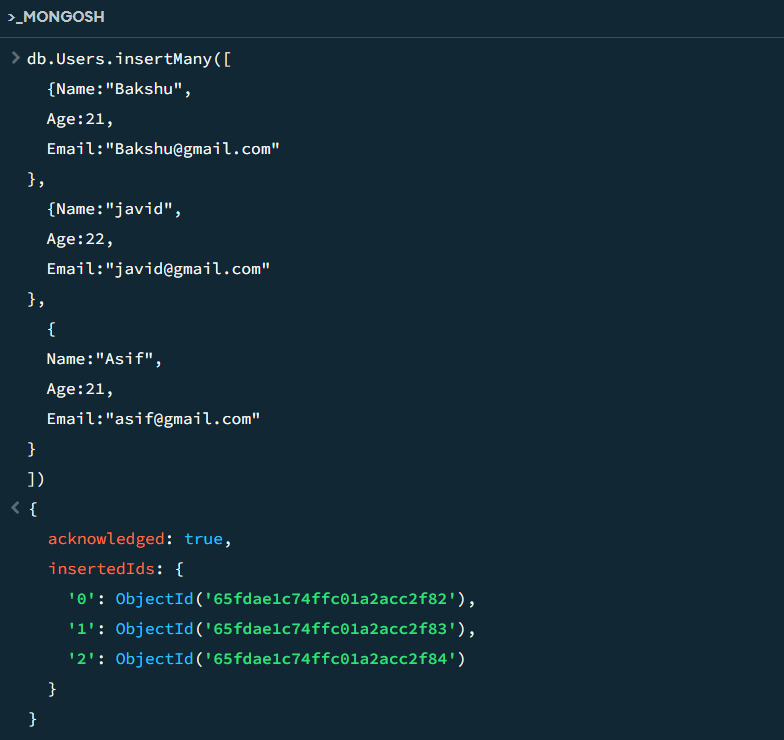 >_MONGOSH
> db.Users.insertMany([
{Name:"Bakshu",
Age:21,
Email:"Bakshu@gmail.com"
},
{Name:"javid",
Age:22,
Email:"javid@gmail.com"
},
{
Name:"Asif",
Age:21,
Email:"asif@gmail.com"
}
])
< {
acknowledged: true,
insertedIds: {
'0': ObjectId('65fdae1c74ffc01a2acc2f82'),
'1': ObjectId('65fdae1c74ffc01a2acc2f83'),
'2': ObjectId('65fdae1c74ffc01a2acc2f84')
}
}